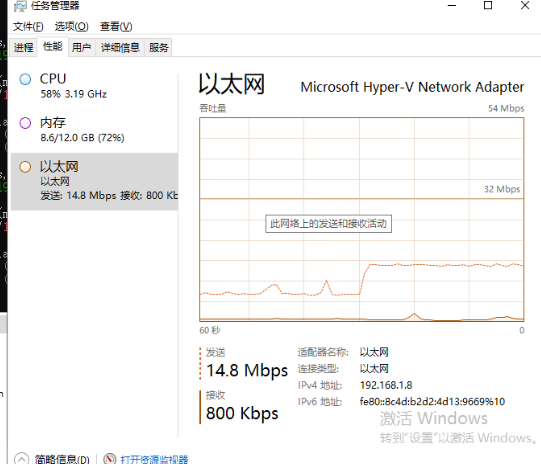 任务管理器
文件(F) 选项(O) 查看(V)
进程 性能 用户 详细信息 服务
CPU
58% 3.19 GHz
内存
8.6/12.0 GB (72%)
以太网
以太网
发送: 14.8 Mbps 接收: 800 Kb
以太网
Microsoft Hyper-V Network Adapter
吞吐量
54 Mbps
32 Mbps
此网络上的发送和接收活动
60 秒
0
发送
14.8 Mbps
接收
800 Kbps
适配器名称: 以太网
连接类型: 以太网
IPv4 地址: 192.168.1.8
IPv6 地址: fe80::8c4d:b2d2:4d13:9669%10
激活 Windows
转到"设置"以激活 Windows。
简略信息(D)
打开资源监视器